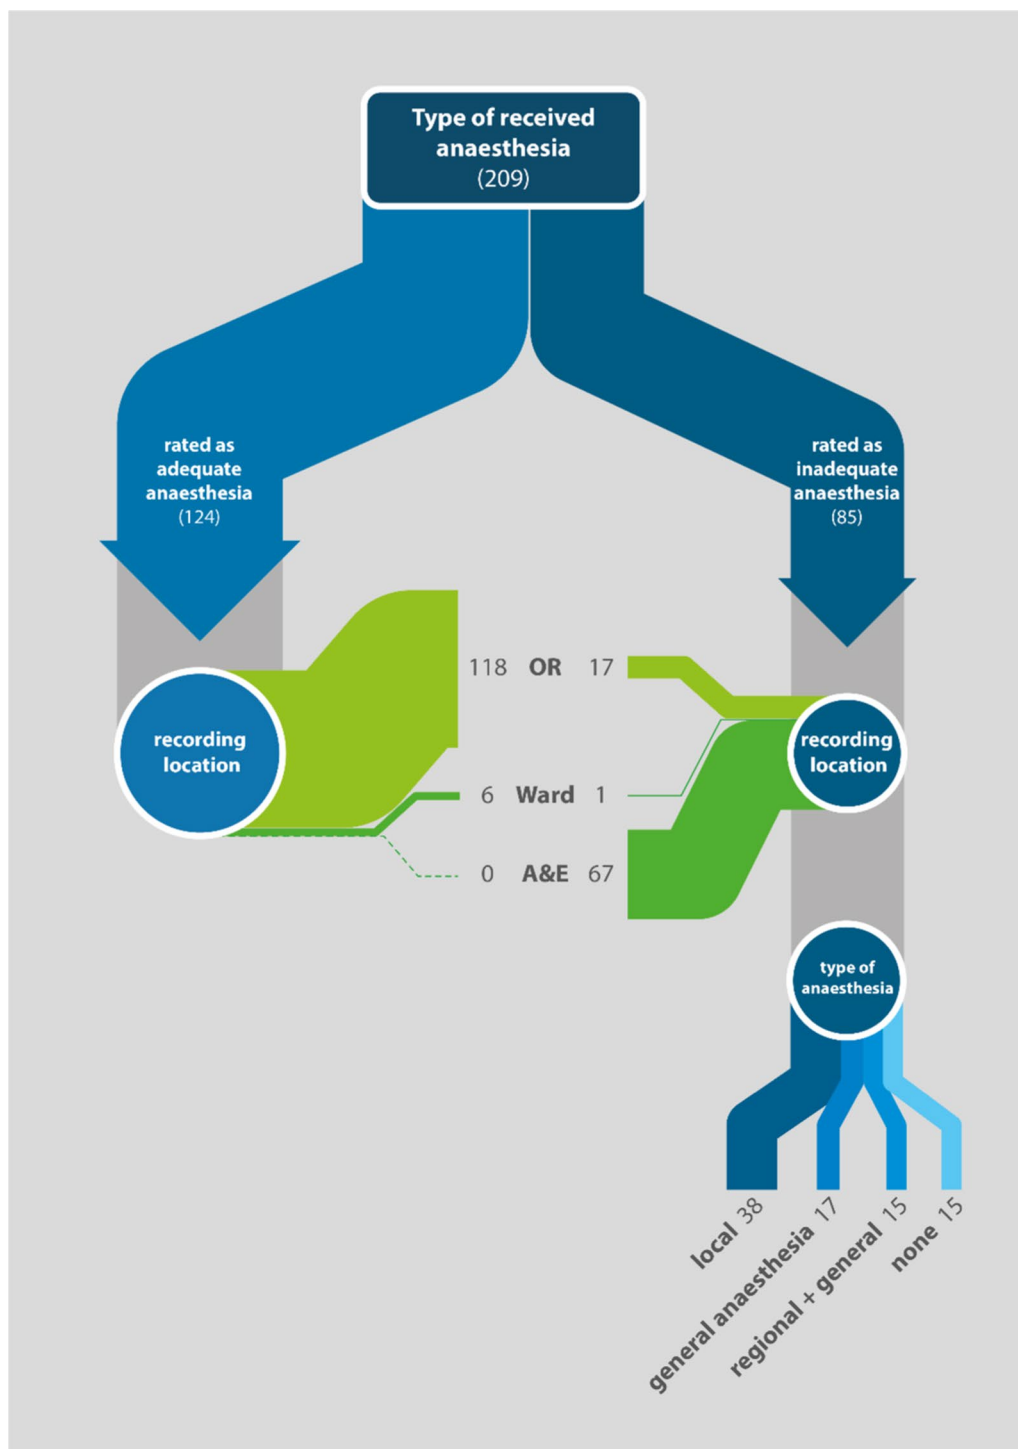 Type of received
anaesthesia
(209)
rated as
adequate
anaesthesia
(124)
rated as
inadequate
anaesthesia
(85)
recording
location
118 OR 17
6 Ward 1
0 A&E 67
recording
location
type of
anaesthesia
local 38
general anaesthesia 17
regional + general 15
none 15